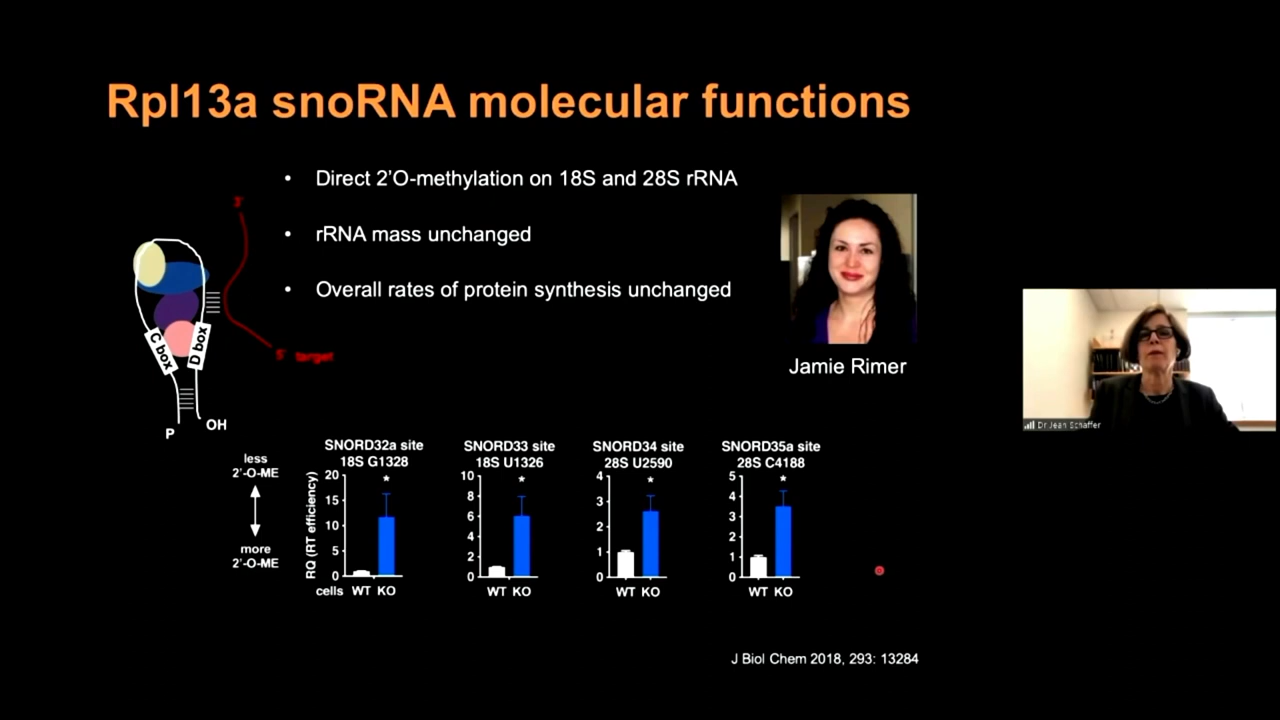 Rpl13a snoRNA molecular functions
• Direct 2'O-methylation on 18S and 28S rRNA
• rRNA mass unchanged
• Overall rates of protein synthesis unchanged
3'
5' target
C box
D box
P
OH
Jamie Rimer
Dr Jean Schaffer
less
2'-O-ME
more
2'-O-ME
RQ (RT efficiency)
SNORD32a site
18S G1328
20
15
10
5
0
cells WT KO
SNORD33 site
18S U1326
10
8
6
4
2
0
WT KO
SNORD34 site
28S U2590
4
3
2
1
0
WT KO
SNORD35a site
28S C4188
5
4
3
2
1
0
WT KO
*
*
*
*
J Biol Chem 2018, 293: 13284